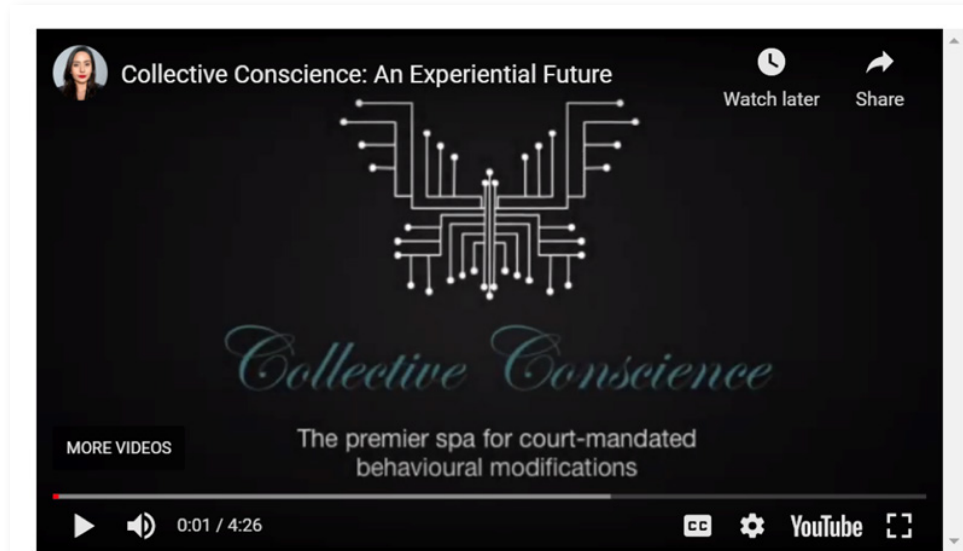 Collective Conscience: An Experiential Future
Watch later
Share
Collective Conscience
The premier spa for court-mandated
behavioural modifications
MORE VIDEOS
0:01 / 4:26
CC
YouTube